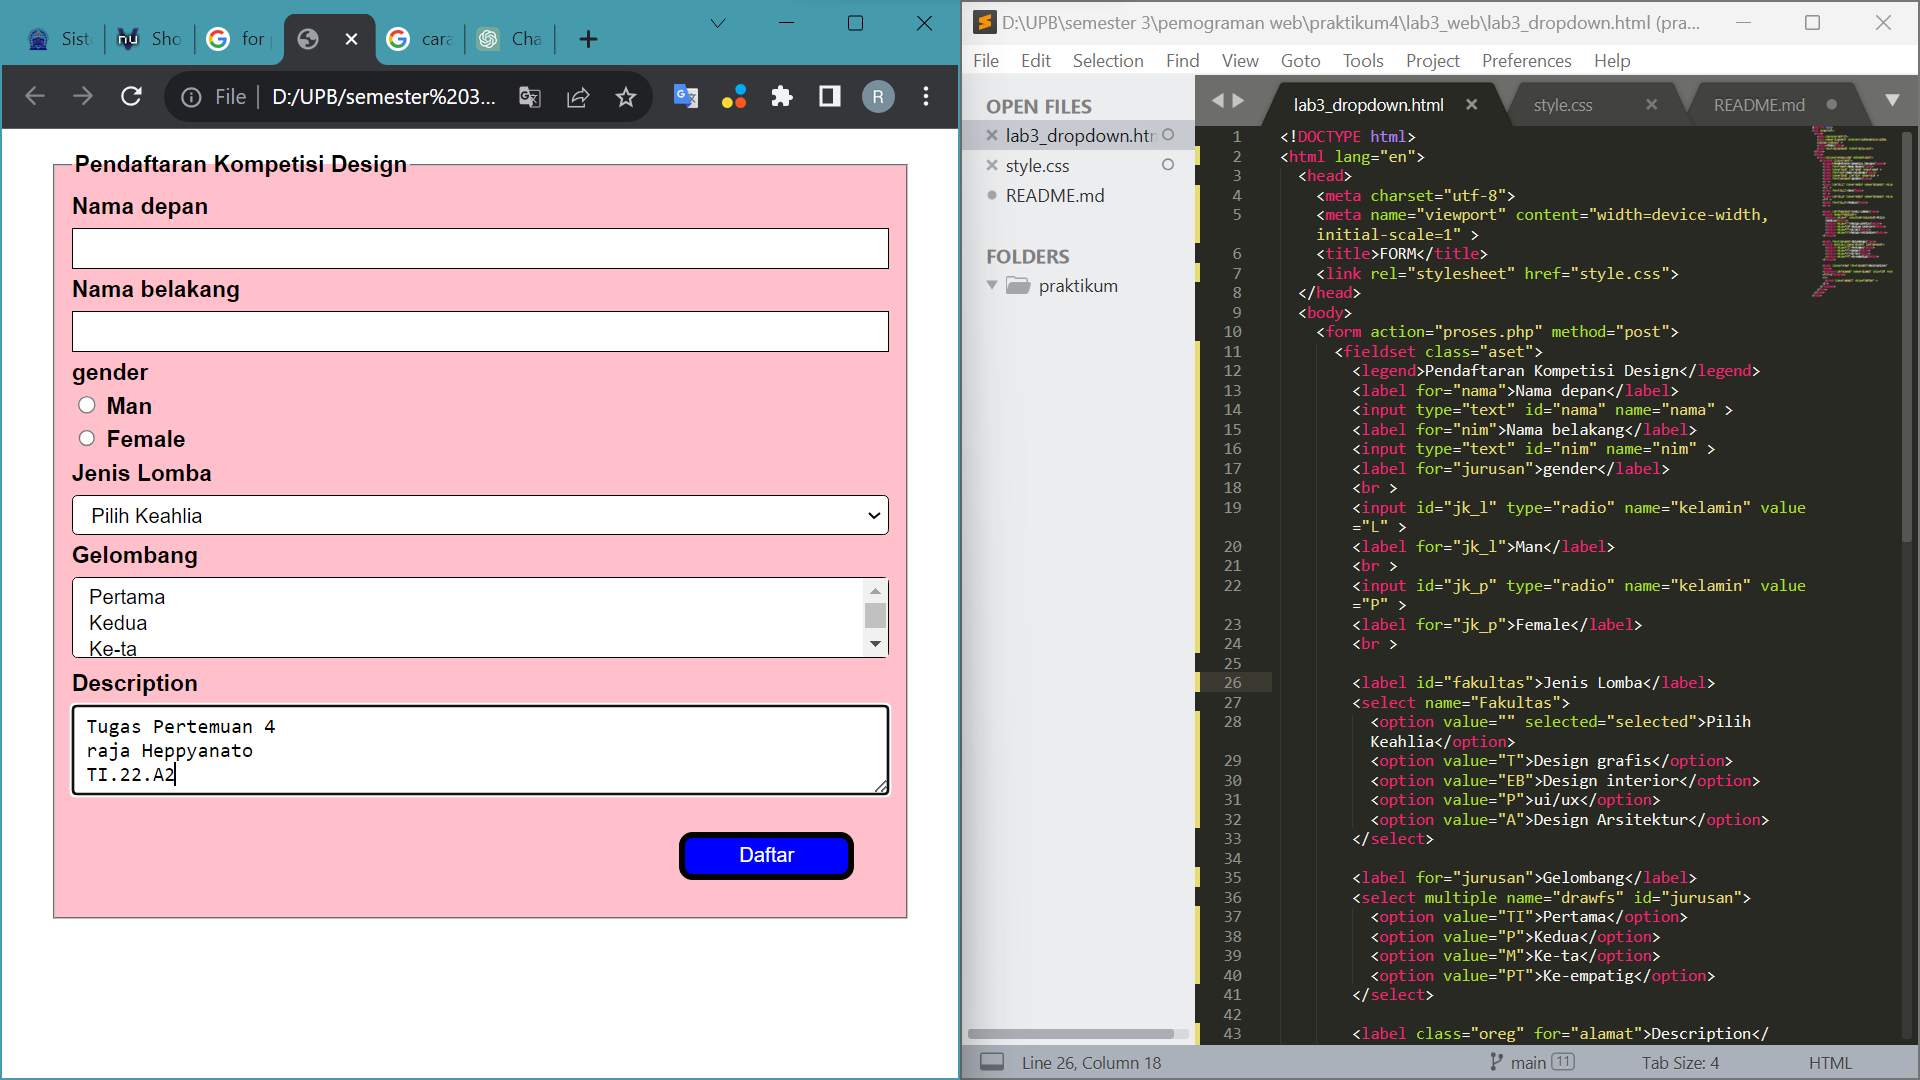 Sist
Sho
for
cara
Cha
File
D:/UPB/semester%203...
R
Pendaftaran Kompetisi Design
Nama depan
Nama belakang
gender
Man
Female
Jenis Lomba
Pilih Keahlia
Gelombang
Pertama
Kedua
Ke-ta
Description
Tugas Pertemuan 4
raja Heppyanato
TI.22.A2
Daftar
D:\UPB\semester 3\pemograman web\praktikum4\lab3_web\lab3_dropdown.html (pra...
File Edit Selection Find View Goto Tools Project Preferences Help
OPEN FILES
lab3_dropdown.htm
style.css
README.md
FOLDERS
praktikum
lab3_dropdown.html
style.css
README.md
1 <!DOCTYPE html>
2 <html lang="en">
3 <head>
4 <meta charset="utf-8">
5 <meta name="viewport" content="width=device-width,
initial-scale=1" >
6 <title>FORM</title>
7 <link rel="stylesheet" href="style.css">
8 </head>
9 <body>
10 <form action="proses.php" method="post">
11 <fieldset class="aset">
12 <legend>Pendaftaran Kompetisi Design</legend>
13 <label for="nama">Nama depan</label>
14 <input type="text" id="nama" name="nama" >
15 <label for="nim">Nama belakang</label>
16 <input type="text" id="nim" name="nim" >
17 <label for="jurusan">gender</label>
18 <br >
19 <input id="jk_l" type="radio" name="kelamin" value
="L" >
20 <label for="jk_l">Man</label>
21 <br >
22 <input id="jk_p" type="radio" name="kelamin" value
="P" >
23 <label for="jk_p">Female</label>
24 <br >
25
26 <label id="fakultas">Jenis Lomba</label>
27 <select name="Fakultas">
28 <option value="" selected="selected">Pilih
Keahlia</option>
29 <option value="T">Design grafis</option>
30 <option value="EB">Design interior</option>
31 <option value="P">ui/ux</option>
32 <option value="A">Design Arsitektur</option>
33 </select>
34
35 <label for="jurusan">Gelombang</label>
36 <select multiple name="drawfs" id="jurusan">
37 <option value="TI">Pertama</option>
38 <option value="P">Kedua</option>
39 <option value="M">Ke-ta</option>
40 <option value="PT">Ke-empatig</option>
41 </select>
42
43 <label class="oreg" for="alamat">Description</
Line 26, Column 18
main 11
Tab Size: 4
HTML